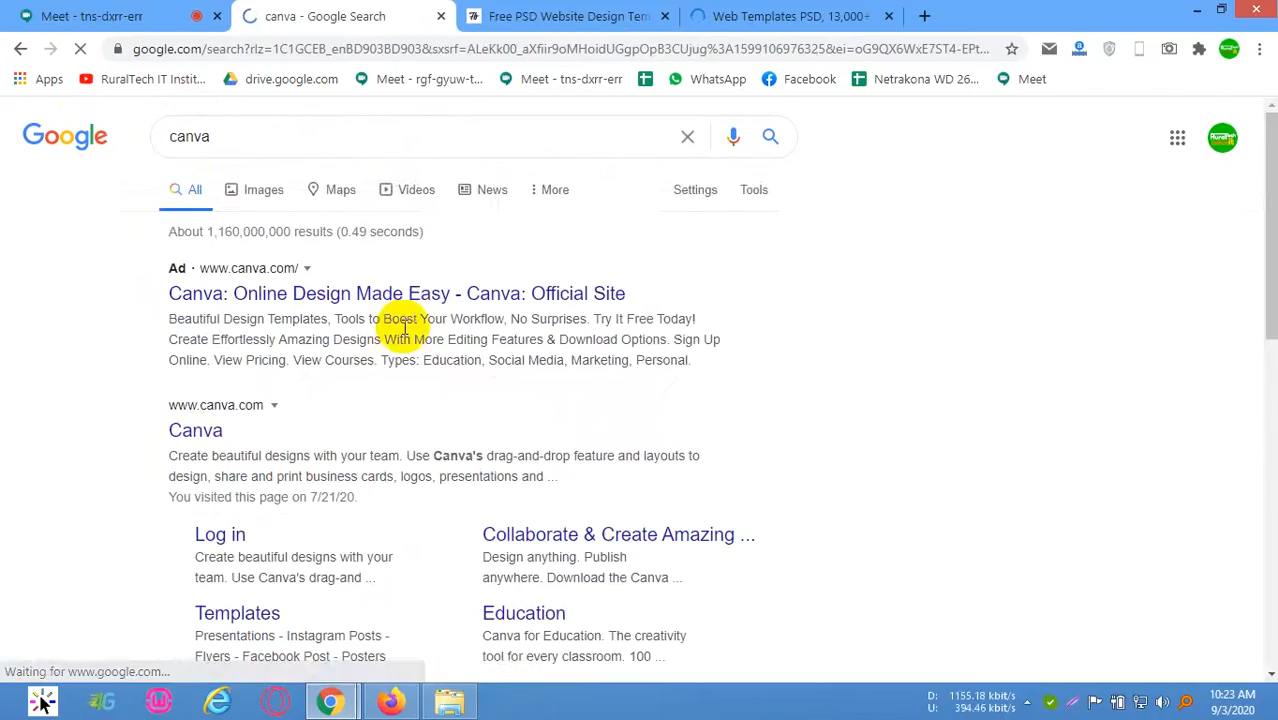 Meet - tns-dxrr-err
canva - Google Search
Free PSD Website Design Tem
Web Templates PSD, 13,000+
google.com/search?rlz=1C1GCEB_enBD903BD903&sxsrf=ALeKk00_aXfiir9oMHoidUGgpOpB3CUjug%3A1599106976325&ei=oG9QX6WxE7ST4-EPt...
Apps
RuralTech IT Instit...
drive.google.com
Meet - rgf-gyuw-t...
Meet - tns-dxrr-err
WhatsApp
Facebook
Netrakona WD 26...
Meet
Google
canva
All
Images
Maps
Videos
News
More
Settings
Tools
About 1,160,000,000 results (0.49 seconds)
Ad · www.canva.com/
Canva: Online Design Made Easy - Canva: Official Site
Beautiful Design Templates, Tools to Boost Your Workflow, No Surprises. Try It Free Today!
Create Effortlessly Amazing Designs With More Editing Features & Download Options. Sign Up
Online. View Pricing. View Courses. Types: Education, Social Media, Marketing, Personal.
www.canva.com
Canva
Create beautiful designs with your team. Use Canva's drag-and-drop feature and layouts to
design, share and print business cards, logos, presentations and ...
You visited this page on 7/21/20.
Log in
Create beautiful designs with your
team. Use Canva's drag-and ...
Collaborate & Create Amazing ...
Design anything. Publish
anywhere. Download the Canva ...
Templates
Presentations - Instagram Posts -
Flyers - Facebook Post - Posters
Education
Canva for Education. The creativity
tool for every classroom. 100 ...
Waiting for www.google.com...
D: 1155.18 kbit/s
U: 394.46 kbit/s
10:23 AM
9/3/2020